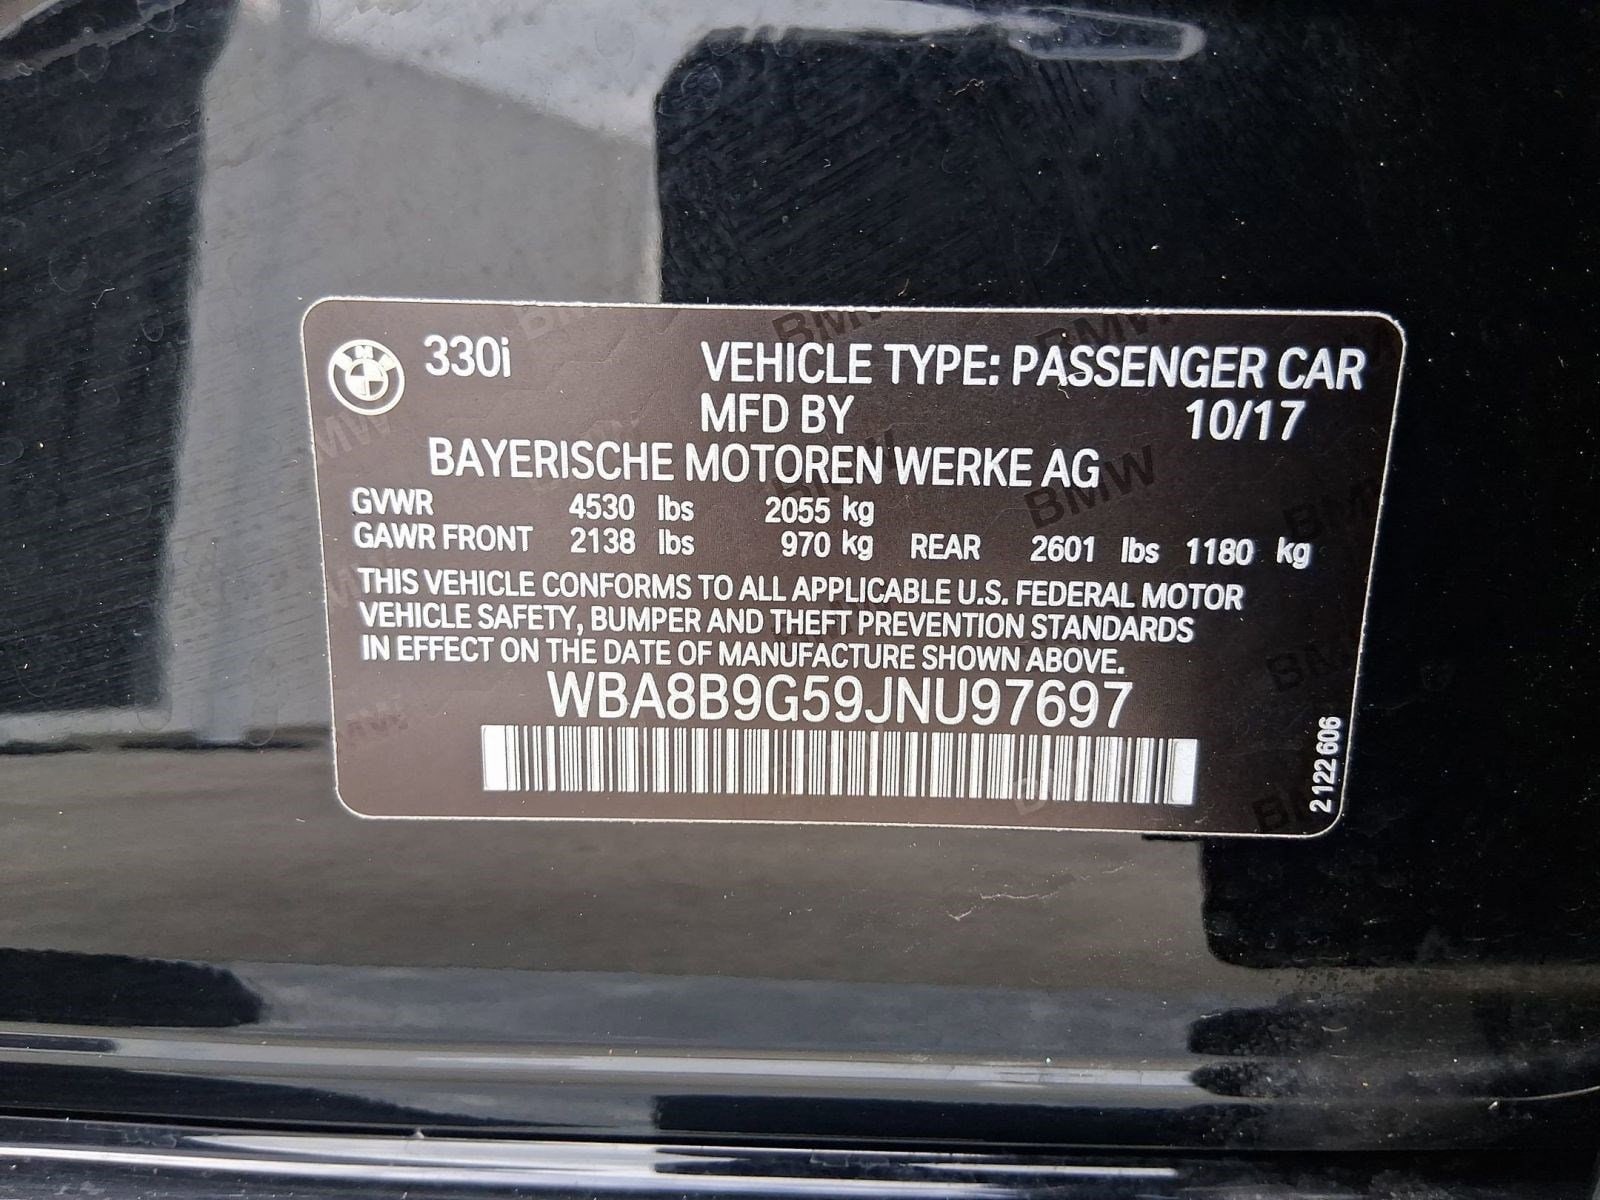 330i VEHICLE TYPE: PASSENGER CAR
MFD BY 10/17
BAYERISCHE MOTOREN WERKE AG
GVWR 4530 lbs 2055 kg
GAWR FRONT 2138 lbs 970 kg REAR 2601 lbs 1180 kg
THIS VEHICLE CONFORMS TO ALL APPLICABLE U.S. FEDERAL MOTOR
VEHICLE SAFETY, BUMPER AND THEFT PREVENTION STANDARDS
IN EFFECT ON THE DATE OF MANUFACTURE SHOWN ABOVE.
WBA8B9G59JNU97697
2122606